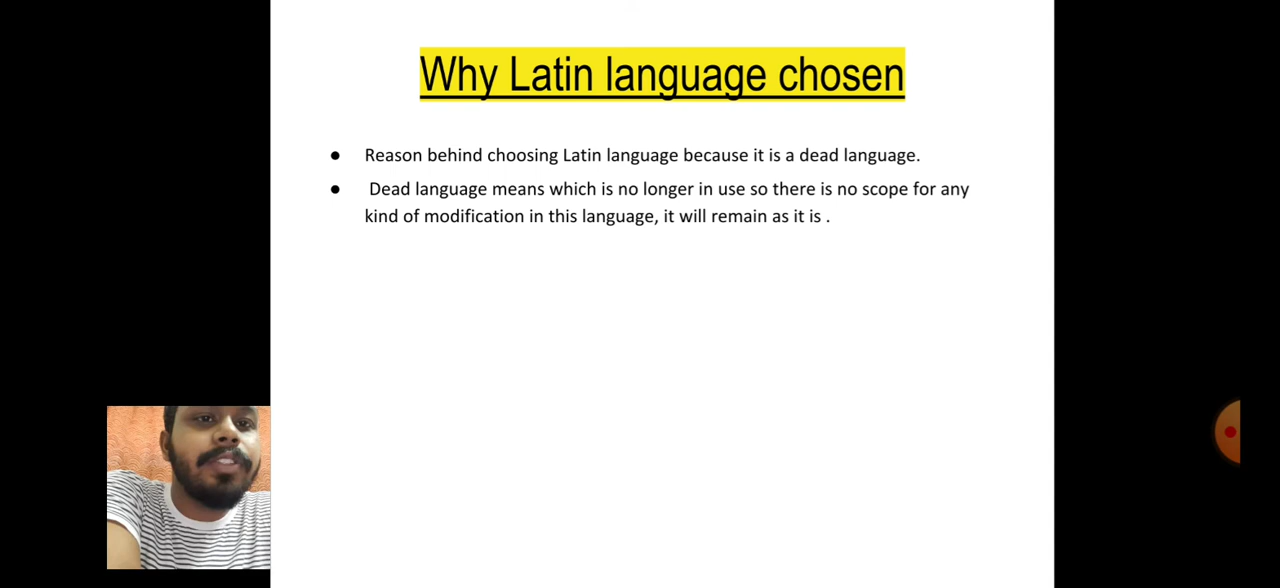 Why Latin language chosen
● Reason behind choosing Latin language because it is a dead language.
● Dead language means which is no longer in use so there is no scope for any
kind of modification in this language, it will remain as it is .